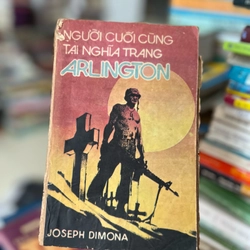 NGƯỜI CUỐI CÙNG
TẠI NGHĨA TRANG
ARLINGTON
JOSEPH DIMONA